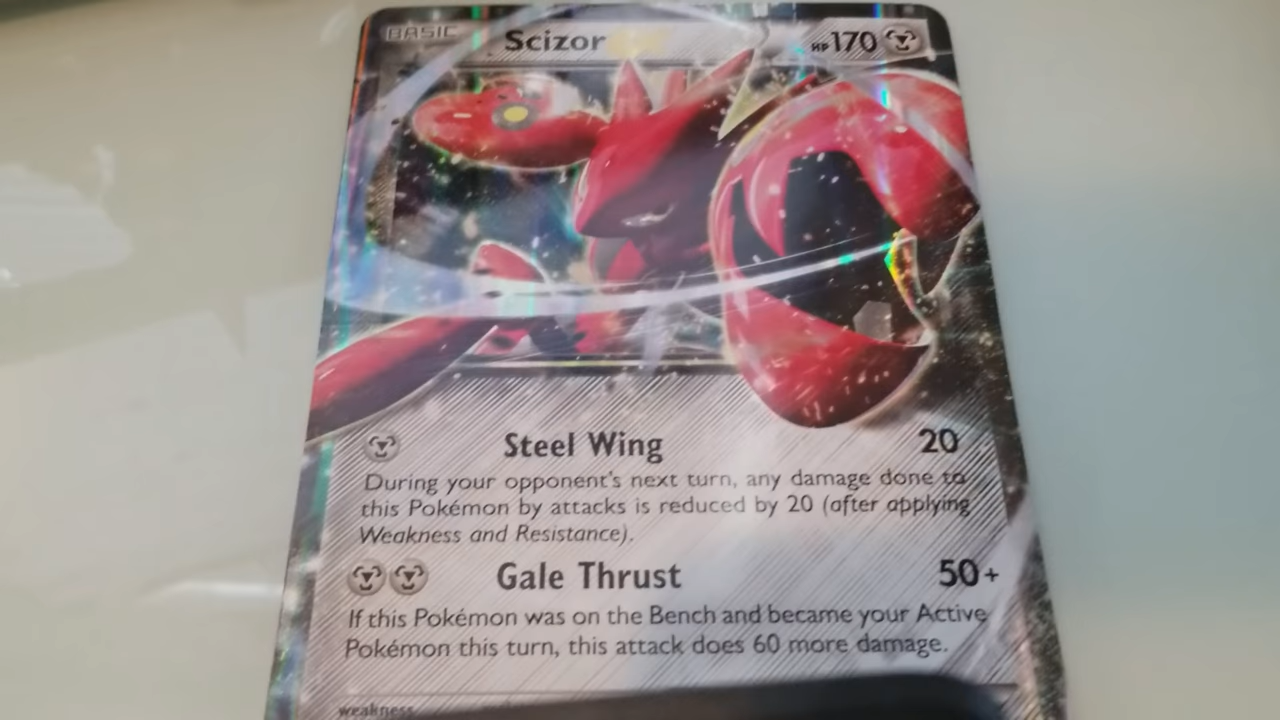 BASIC Scizor HP 170
Steel Wing 20
During your opponent's next turn, any damage done to
this Pokémon by attacks is reduced by 20 (after applying
Weakness and Resistance).
Gale Thrust 50+
If this Pokémon was on the Bench and became your Active
Pokémon this turn, this attack does 60 more damage.
weakness